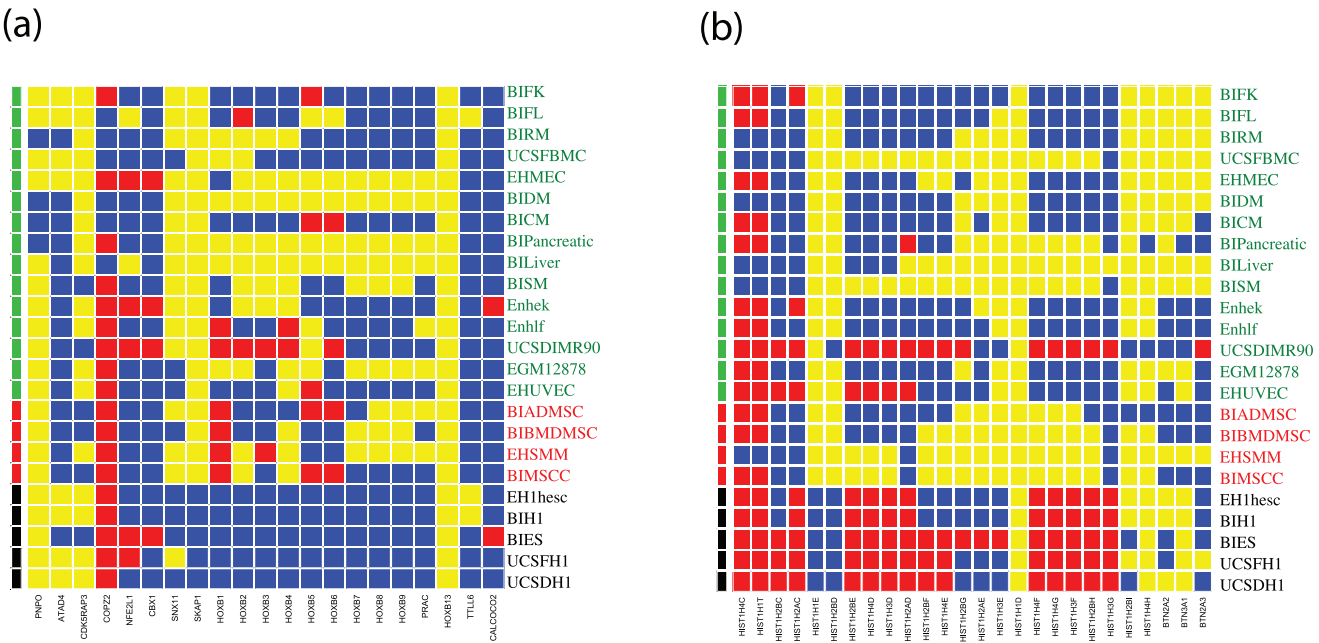 (a)
BIFK
BIFL
BIRM
UCSFBMC
EHMEC
BIDM
BICM
BIPancreatic
BILiver
BISM
Enhek
Enhlf
UCSDIMR90
EGM12878
EHUVEC
BIADMSC
BIBMDMSC
EHSMM
BIMSCC
EH1hesc
BIH1
BIES
UCSFH1
UCSDH1
PNPO
ATAD4
CDK5RAP3
COPZ2
NFE2L1
CBX1
SNX11
SKAP1
HOXB1
HOXB2
HOXB3
HOXB4
HOXB5
HOXB6
HOXB7
HOXB8
HOXB9
PRAC
HOXB13
TTLL6
CALCOCO2
(b)
BIFK
BIFL
BIRM
UCSFBMC
EHMEC
BIDM
BICM
BIPancreatic
BILiver
BISM
Enhek
Enhlf
UCSDIMR90
EGM12878
EHUVEC
BIADMSC
BIBMDMSC
EHSMM
BIMSCC
EH1hesc
BIH1
BIES
UCSFH1
UCSDH1
HIST1H4C
HIST1H1T
HIST1H2BC
HIST1H2AC
HIST1H1E
HIST1H2BD
HIST1H2BE
HIST1H4D
HIST1H3D
HIST1H2AD
HIST1H2BF
HIST1H4E
HIST1H2BG
HIST1H2AE
HIST1H3E
HIST1H1D
HIST1H4F
HIST1H4G
HIST1H3F
HIST1H2BH
HIST1H3G
HIST1H2BI
HIST1H4H
BTN2A2
BTN3A1
BTN2A3